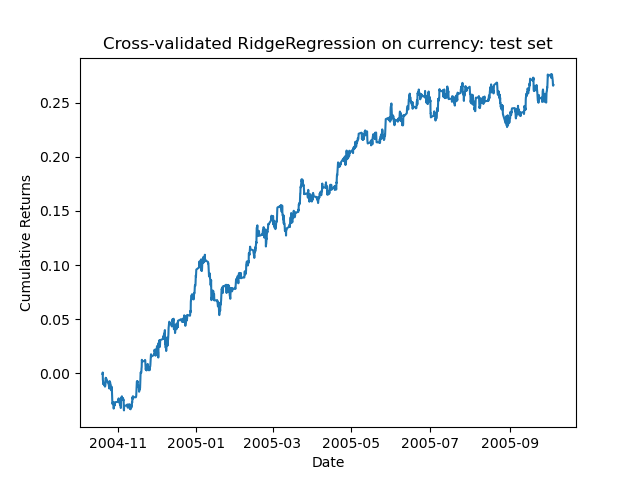 Cross-validated RidgeRegression on currency: test set
Cumulative Returns
0.25
0.20
0.15
0.10
0.05
0.00
2004-11 2005-01 2005-03 2005-05 2005-07 2005-09
Date